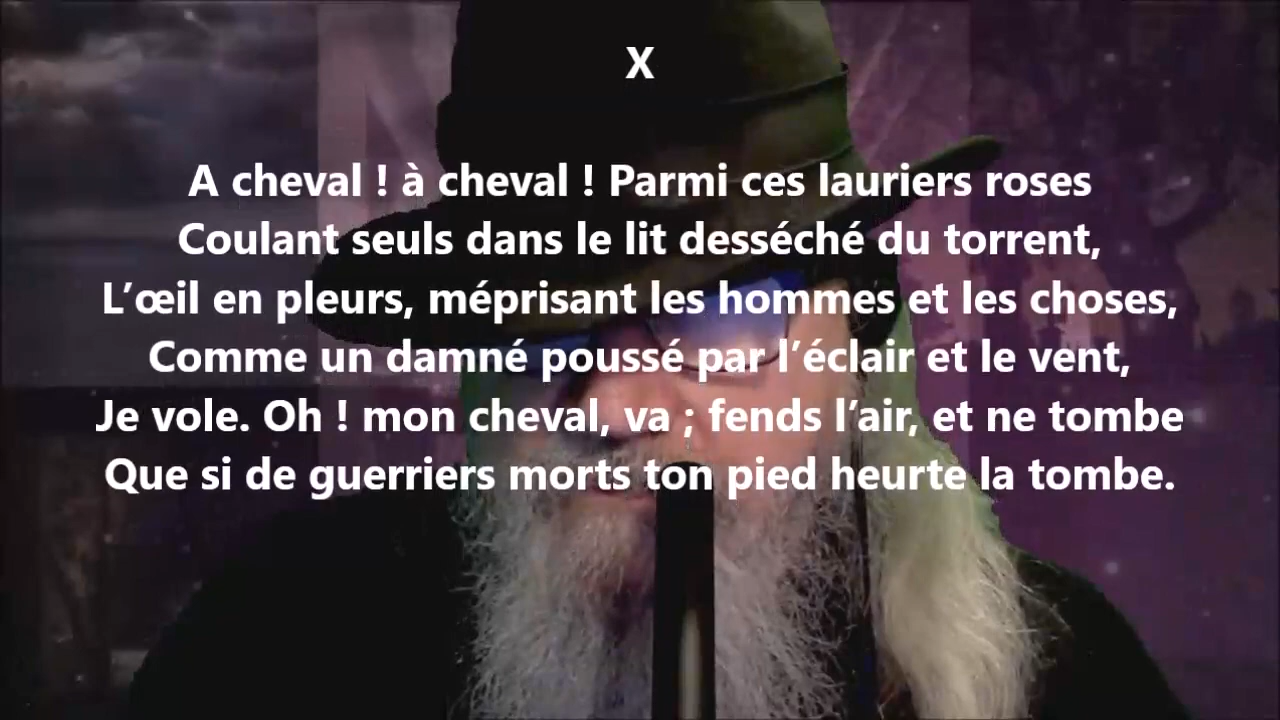 X
A cheval ! à cheval ! Parmi ces lauriers roses
Coulant seuls dans le lit desséché du torrent,
L’œil en pleurs, méprisant les hommes et les choses,
Comme un damné poussé par l’éclair et le vent,
Je vole. Oh ! mon cheval, va ; fends l’air, et ne tombe
Que si de guerriers morts ton pied heurte la tombe.